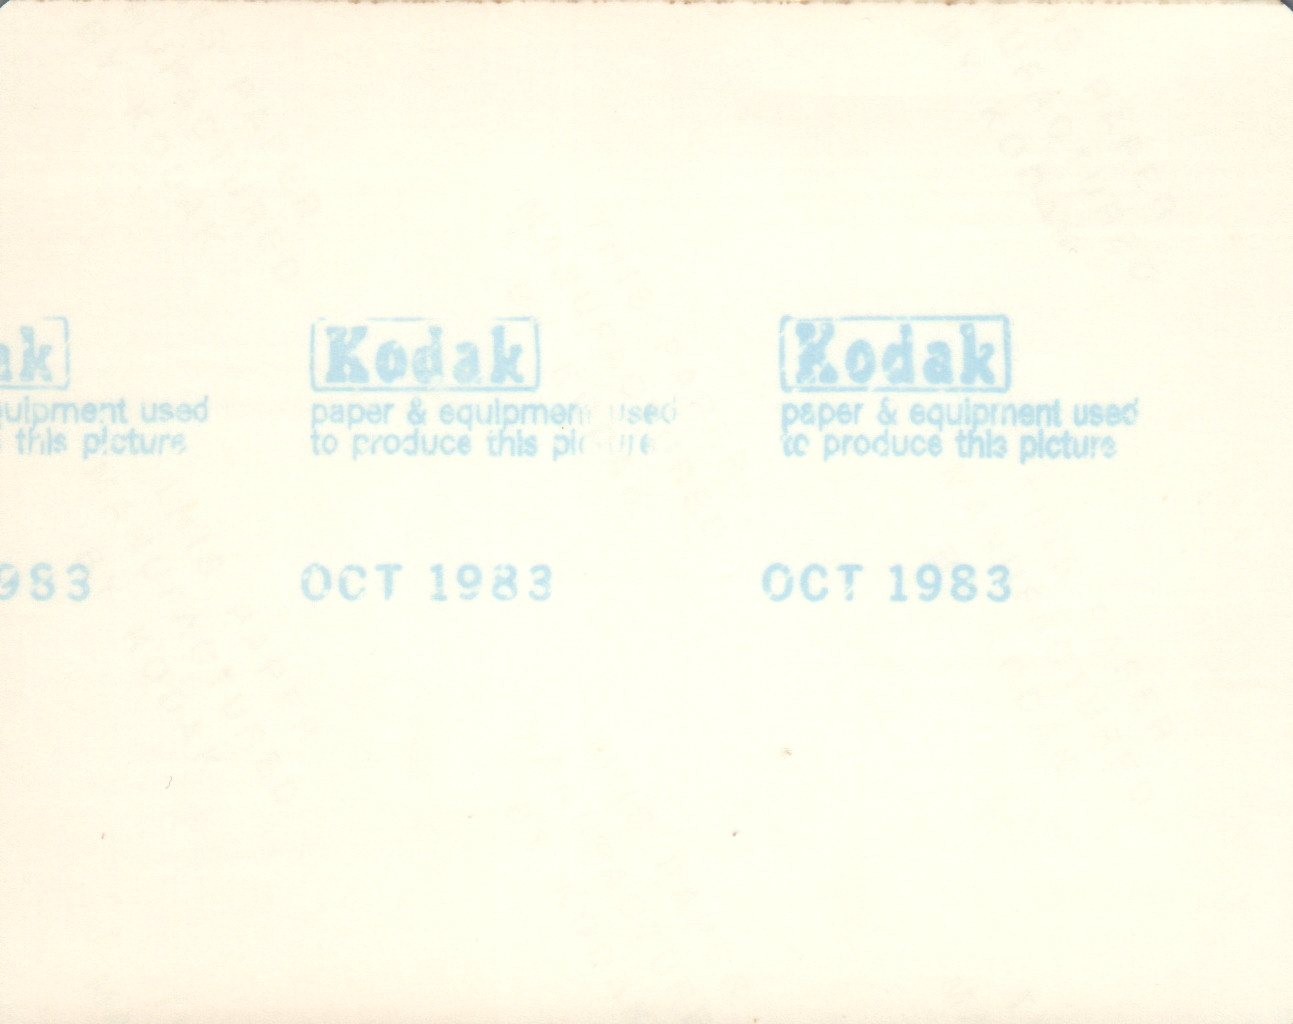 ak
uipment used
this picture
983
Kodak
paper & equipment used
to produce this picture
OCT 1983
Kodak
paper & equipment used
to produce this picture
OCT 1983